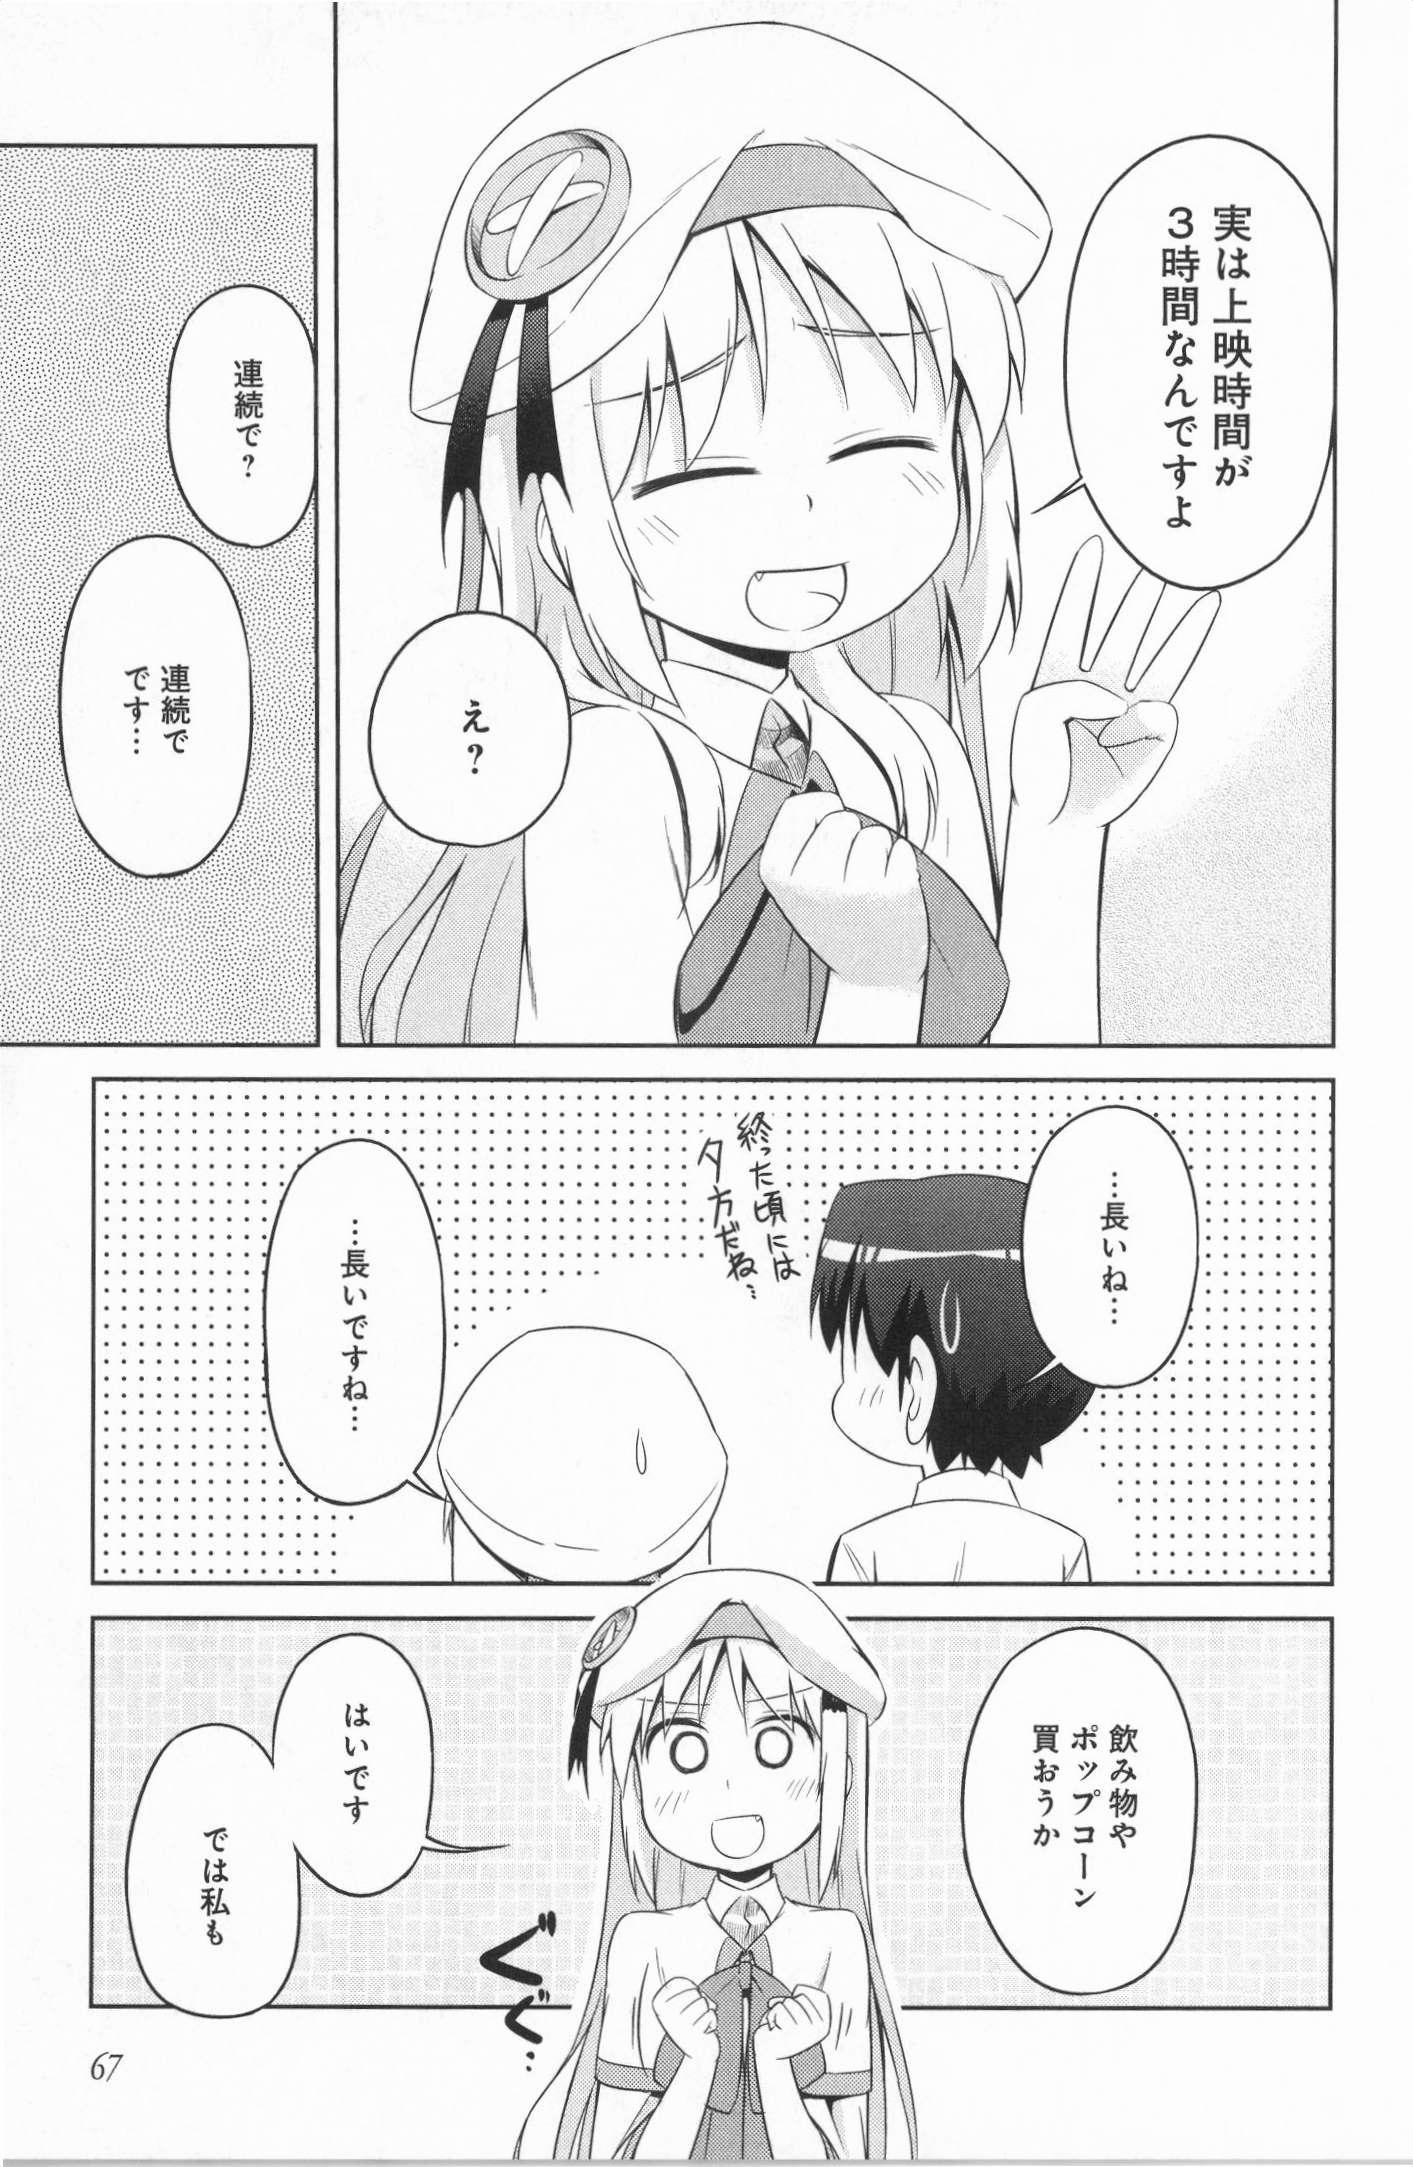 実は上映時間が
3時間なんですよ
え?
連続で?
連続で
です…
…長いね…
終った頃には
夕方だね…
…長いですね…
飲み物や
ポップコーン
買おうか
はいです
では私も
ぐぐ…
67